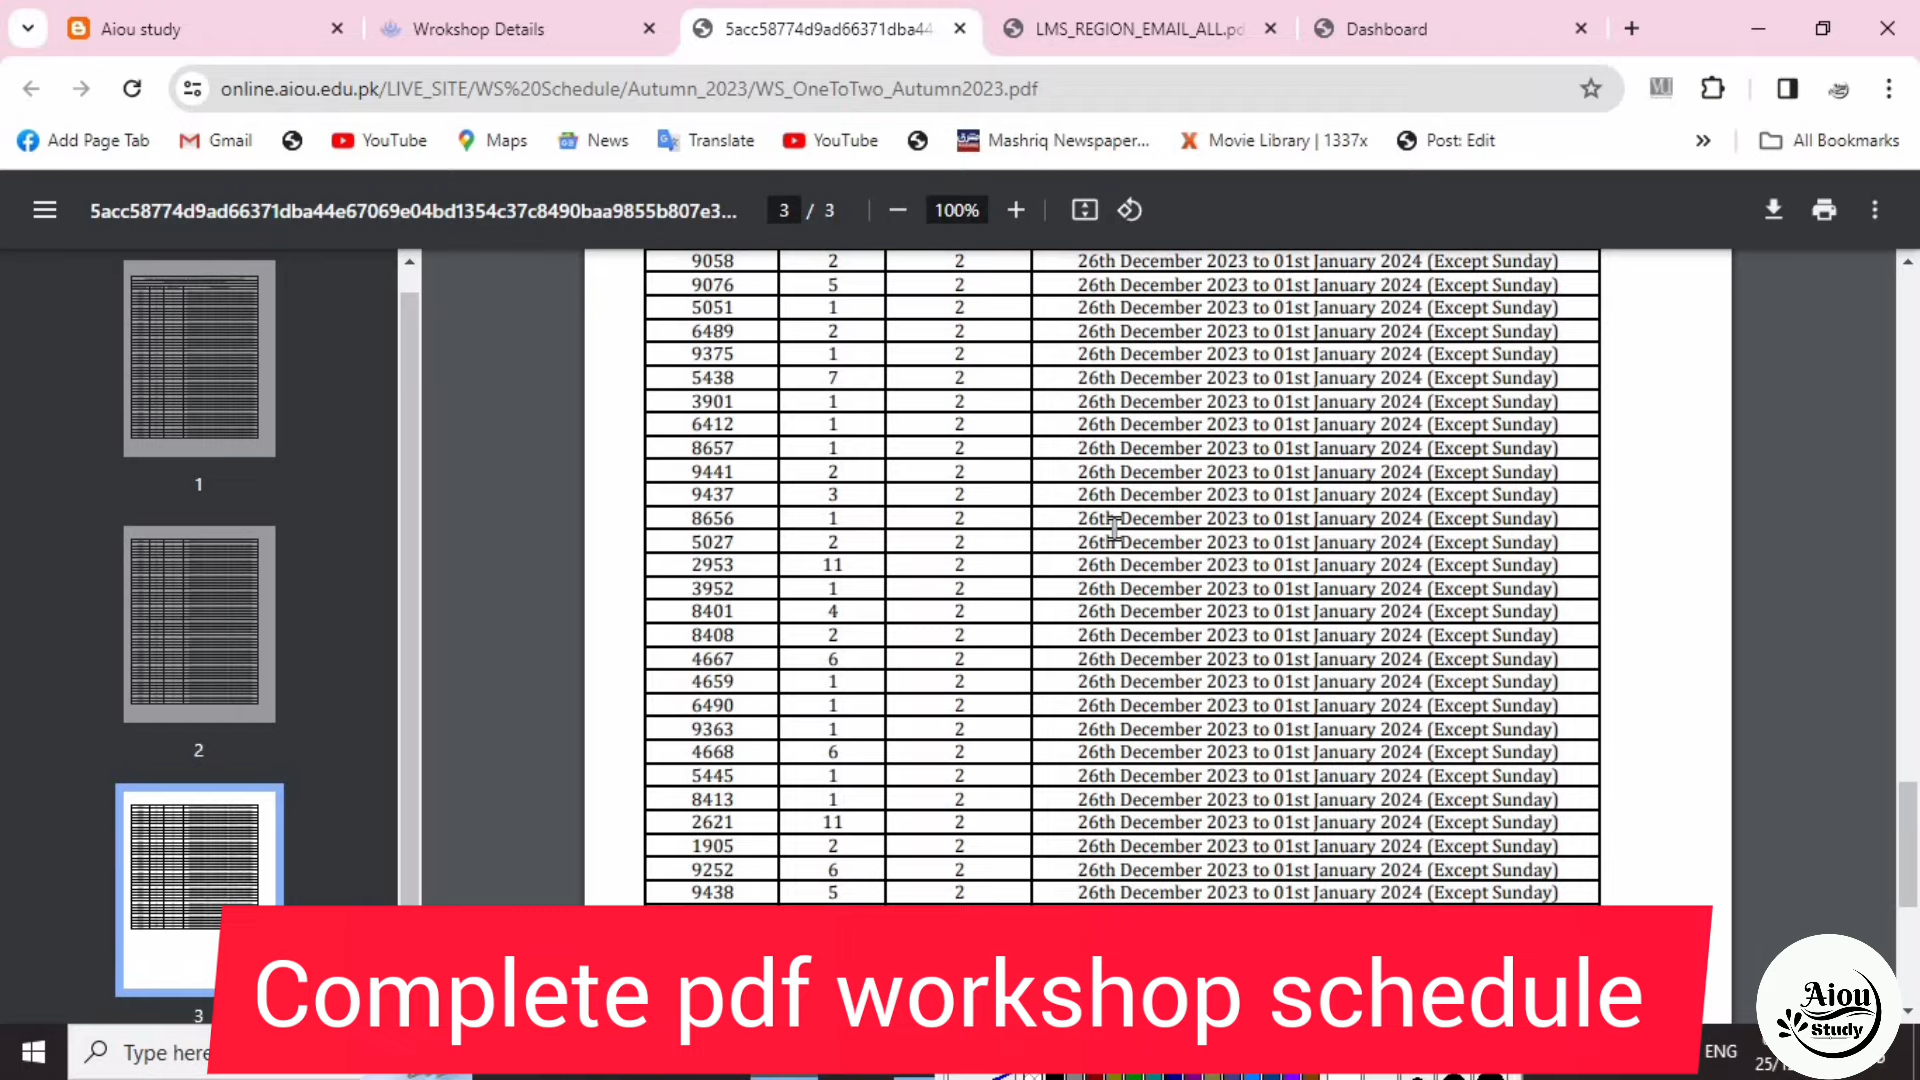 Aiou study
Wrokshop Details
5acc58774d9ad66371dba44
LMS_REGION_EMAIL_ALL.pd
Dashboard
online.aiou.edu.pk/LIVE_SITE/WS%20Schedule/Autumn_2023/WS_OneToTwo_Autumn2023.pdf
Add Page Tab
Gmail
YouTube
Maps
News
Translate
YouTube
Mashriq Newspaper...
Movie Library | 1337x
Post: Edit
All Bookmarks
5acc58774d9ad66371dba44e67069e04bd1354c37c8490baa9855b807e3...
3 / 3
100%
9058 2 2 26th December 2023 to 01st January 2024 (Except Sunday)
9076 5 2 26th December 2023 to 01st January 2024 (Except Sunday)
5051 1 2 26th December 2023 to 01st January 2024 (Except Sunday)
6489 2 2 26th December 2023 to 01st January 2024 (Except Sunday)
9375 1 2 26th December 2023 to 01st January 2024 (Except Sunday)
5438 7 2 26th December 2023 to 01st January 2024 (Except Sunday)
3901 1 2 26th December 2023 to 01st January 2024 (Except Sunday)
6412 1 2 26th December 2023 to 01st January 2024 (Except Sunday)
8657 1 2 26th December 2023 to 01st January 2024 (Except Sunday)
9441 2 2 26th December 2023 to 01st January 2024 (Except Sunday)
9437 3 2 26th December 2023 to 01st January 2024 (Except Sunday)
8656 1 2 26th December 2023 to 01st January 2024 (Except Sunday)
5027 2 2 26th December 2023 to 01st January 2024 (Except Sunday)
2953 11 2 26th December 2023 to 01st January 2024 (Except Sunday)
3952 1 2 26th December 2023 to 01st January 2024 (Except Sunday)
8401 4 2 26th December 2023 to 01st January 2024 (Except Sunday)
8408 2 2 26th December 2023 to 01st January 2024 (Except Sunday)
4667 6 2 26th December 2023 to 01st January 2024 (Except Sunday)
4659 1 2 26th December 2023 to 01st January 2024 (Except Sunday)
6490 1 2 26th December 2023 to 01st January 2024 (Except Sunday)
9363 1 2 26th December 2023 to 01st January 2024 (Except Sunday)
4668 6 2 26th December 2023 to 01st January 2024 (Except Sunday)
5445 1 2 26th December 2023 to 01st January 2024 (Except Sunday)
8413 1 2 26th December 2023 to 01st January 2024 (Except Sunday)
2621 11 2 26th December 2023 to 01st January 2024 (Except Sunday)
1905 2 2 26th December 2023 to 01st January 2024 (Except Sunday)
9252 6 2 26th December 2023 to 01st January 2024 (Except Sunday)
9438 5 2 26th December 2023 to 01st January 2024 (Except Sunday)
1
2
3
Complete pdf workshop schedule
Aiou
Study
Type here
ENG
25/